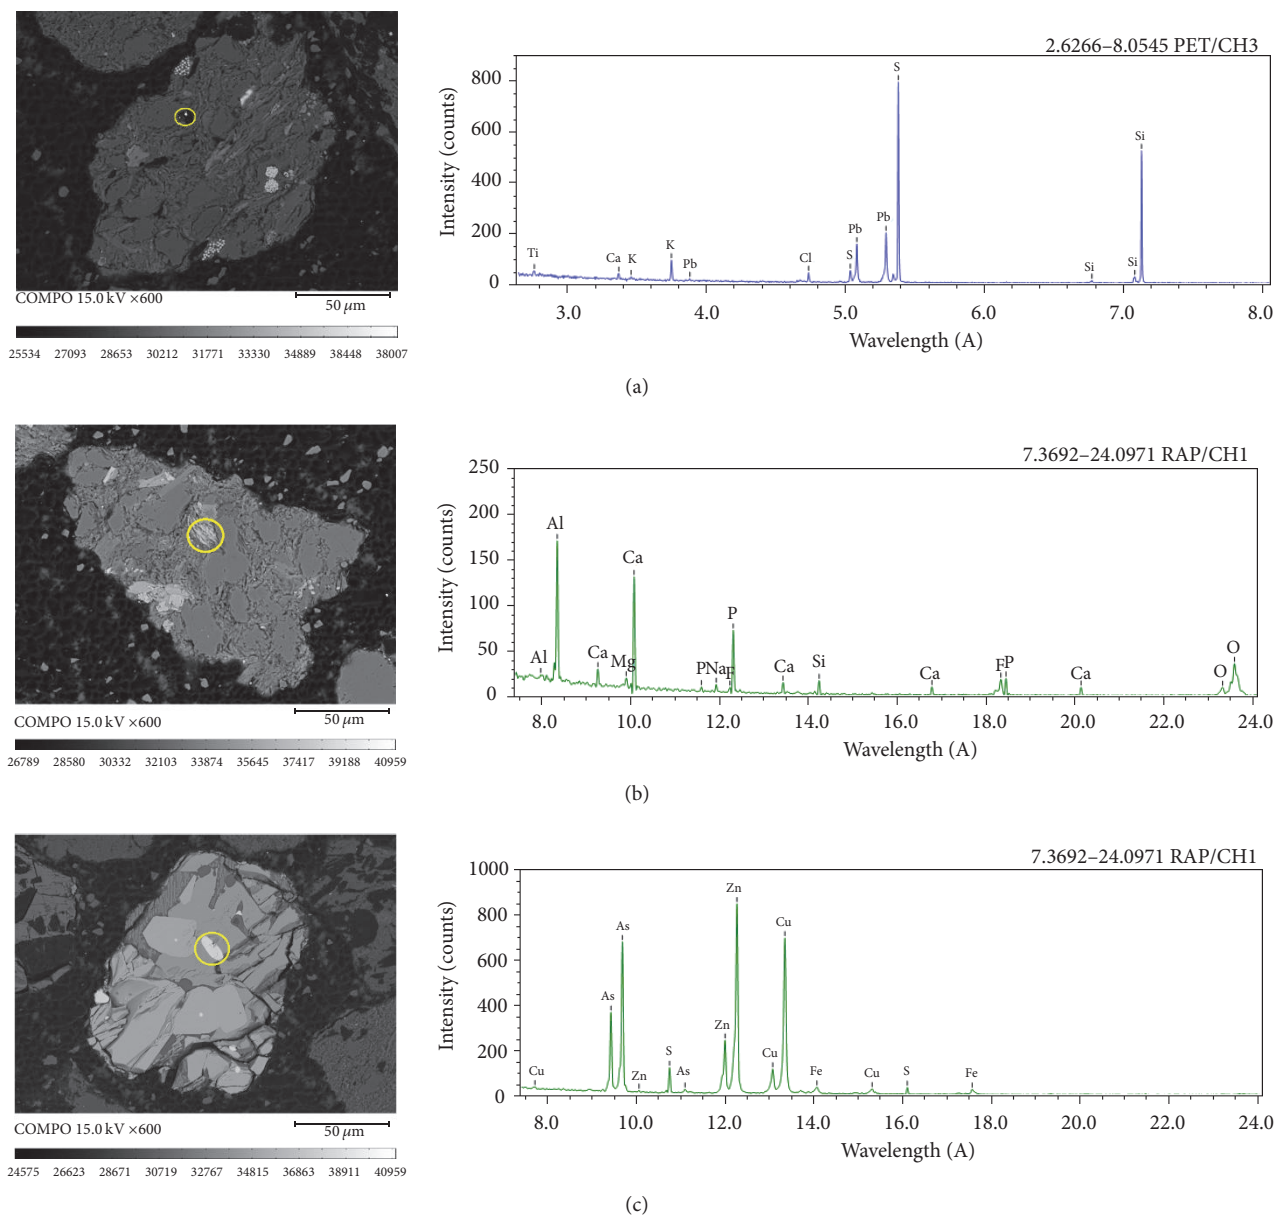 2.6266–8.0545 PET/CH3
Intensity (counts)
800
600
400
200
0
Ti
Ca
K
K
Pb
Cl
S
Pb
Pb
S
Si
Si
Si
3.0 4.0 5.0 6.0 7.0 8.0
Wavelength (A)
COMPO 15.0 kV ×600
50 μm
25534 27093 28653 30212 31771 33330 34889 38448 38007
(a)
7.3692–24.0971 RAP/CH1
Intensity (counts)
250
200
150
100
50
0
Al
Al
Ca
Mg
Ca
P
Na
F
P
Ca
Si
Ca
F
P
Ca
O
O
8.0 10.0 12.0 14.0 16.0 18.0 20.0 22.0 24.0
Wavelength (A)
COMPO 15.0 kV ×600
50 μm
26789 28580 30332 32103 33874 35645 37417 39188 40959
(b)
7.3692–24.0971 RAP/CH1
Intensity (counts)
1000
800
600
400
200
0
Cu
As
As
Zn
S
As
Zn
Zn
Cu
Cu
Fe
Cu
S
Fe
8.0 10.0 12.0 14.0 16.0 18.0 20.0 22.0 24.0
Wavelength (A)
COMPO 15.0 kV ×600
50 μm
24575 26623 28671 30719 32767 34815 36863 38911 40959
(c)